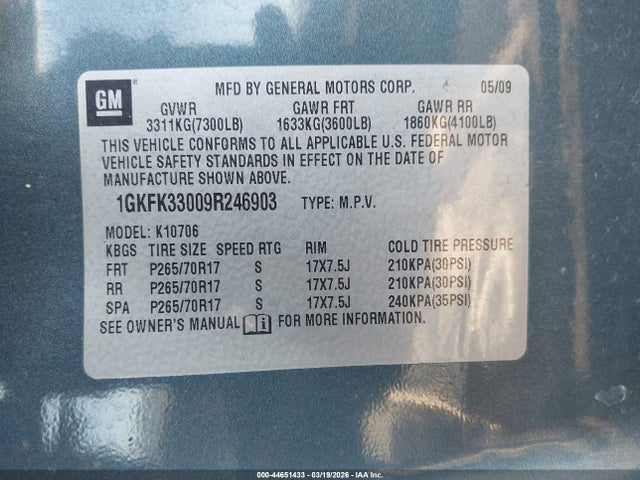 GM
MFD BY GENERAL MOTORS CORP. 05/09
GVWR GAWR FRT GAWR RR
3311KG(7300LB) 1633KG(3600LB) 1860KG(4100LB)
THIS VEHICLE CONFORMS TO ALL APPLICABLE U.S. FEDERAL MOTOR
VEHICLE SAFETY STANDARDS IN EFFECT ON THE DATE OF
MANUFACTURE SHOWN ABOVE.
1GKFK33009R246903 TYPE: M.P.V.
MODEL: K10706
KBGS TIRE SIZE SPEED RTG RIM COLD TIRE PRESSURE
FRT P265/70R17 S 17X7.5J 210KPA(30PSI)
RR P265/70R17 S 17X7.5J 210KPA(30PSI)
SPA P265/70R17 S 17X7.5J 240KPA(35PSI)
SEE OWNER'S MANUAL i FOR MORE INFORMATION.
000-44651433 - 03/19/2026 - IAA Inc.